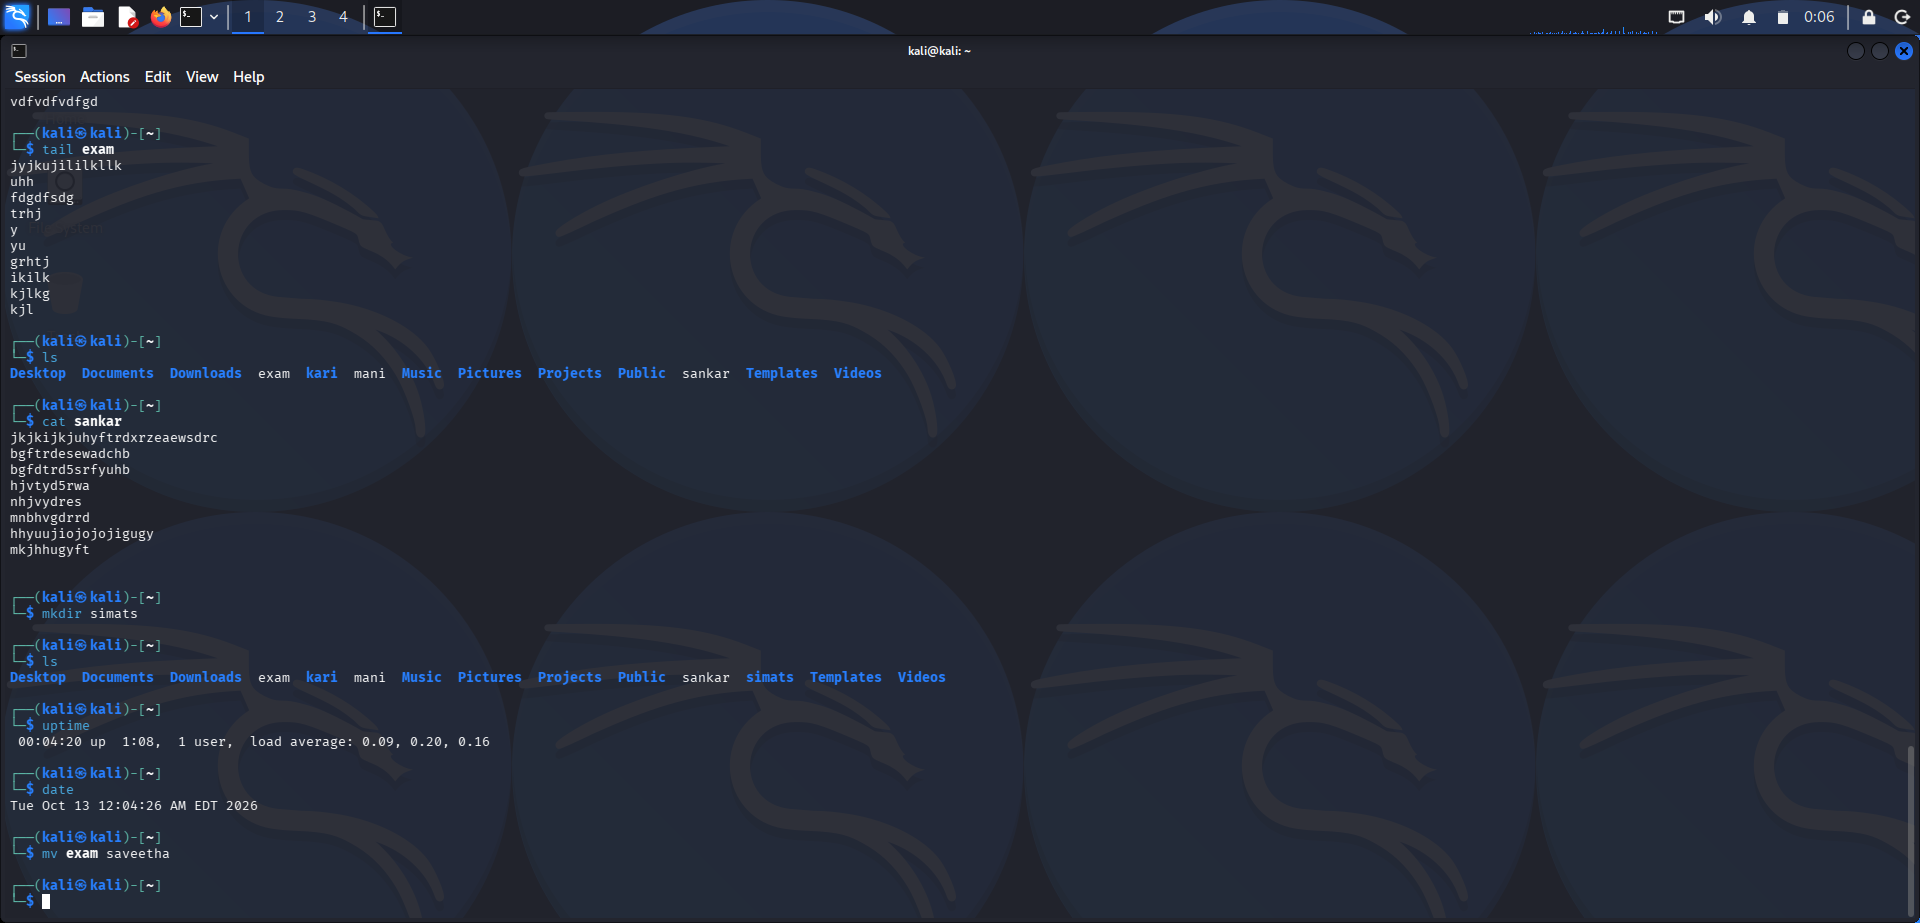 1 2 3 4 0:06
kali@kali: ~
Session Actions Edit View Help
vdfvdfvdfgd
┌──(kali㉿kali)-[~]
└─$ tail exam
jyjkujililkllk
uhh
fdgdfsdg
trhj
y
yu
grhtj
ikilk
kjlkg
kjl
┌──(kali㉿kali)-[~]
└─$ ls
Desktop Documents Downloads exam kari mani Music Pictures Projects Public sankar Templates Videos
┌──(kali㉿kali)-[~]
└─$ cat sankar
jkjkijkjuhyftrdxrzeaewsdrc
bgftrdesewadchb
bgfdtrd5srfyuhb
hjvtyd5rwa
nhjvydres
mnbhvgdrrd
hhyuujiojojojigugy
mkjhhugyft
┌──(kali㉿kali)-[~]
└─$ mkdir simats
┌──(kali㉿kali)-[~]
└─$ ls
Desktop Documents Downloads exam kari mani Music Pictures Projects Public sankar simats Templates Videos
┌──(kali㉿kali)-[~]
└─$ uptime
00:04:20 up 1:08, 1 user, load average: 0.09, 0.20, 0.16
┌──(kali㉿kali)-[~]
└─$ date
Tue Oct 13 12:04:26 AM EDT 2026
┌──(kali㉿kali)-[~]
└─$ mv exam saveetha
┌──(kali㉿kali)-[~]
└─$